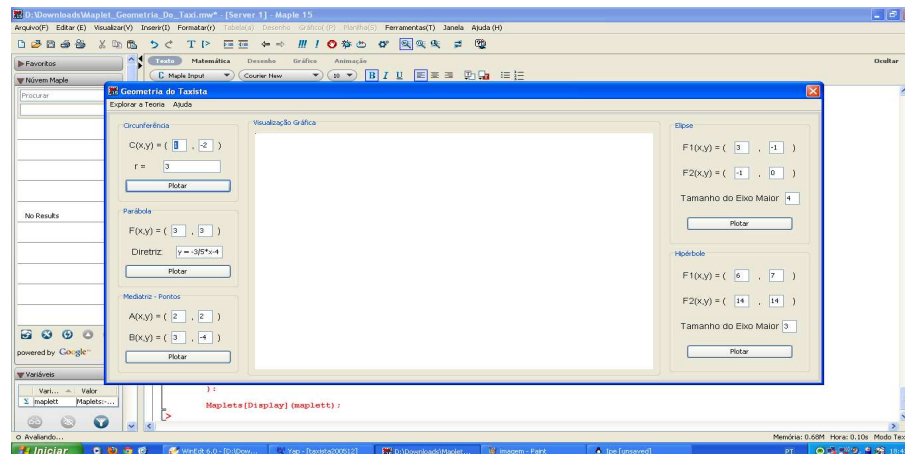 D:\Downloads\Maplet_Geometria_Do_Taxi.mw* - [Server 1] - Maple 15
Arquivo(F) Editar (E) Visualizar(V) Inserir(I) Formatar(r) Tabela(a) Desenho Gráfico( (P) Planilha(S) Ferramentas(T) Janela Ajuda (H)
Favoritos
Texto Matemática Desenho Gráfico Animação Ocultar
Núvem Maple
C Maple Input Courier New 10 B I U
Procurar
Geometria do Taxista
Explorar a Teoria Ajuda
Circunferência
C(x,y) = ( 1 , -2 )
r = 3
Plotar
Parábola
F(x,y) = ( 3 , 3 )
Diretriz: y = -3/5*x-4
Plotar
Mediatriz - Pontos
A(x,y) = ( 2 , 2 )
B(x,y) = ( 3 , -4 )
Plotar
Visualização Gráfica
Elipse
F1(x,y) = ( 3 , -1 )
F2(x,y) = ( -1 , 0 )
Tamanho do Eixo Maior 4
Plotar
Hipérbole
F1(x,y) = ( 6 , 7 )
F2(x,y) = ( 14 , 14 )
Tamanho do Eixo Maior 3
Plotar
No Results
powered by Google
Variáveis
Vari... Valor
maplett Maplets:-...
):
> Maplets[Display](maplett);
Avaliando...
Memória: 0.68M Hora: 0.10s Modo Tex
Iniciar
WinEdt 6.0 - [D:\Dow...
Yap - [taxista200512]
D:\Downloads\Maplet...
imagem - Paint
Ipe [unsaved]
PT